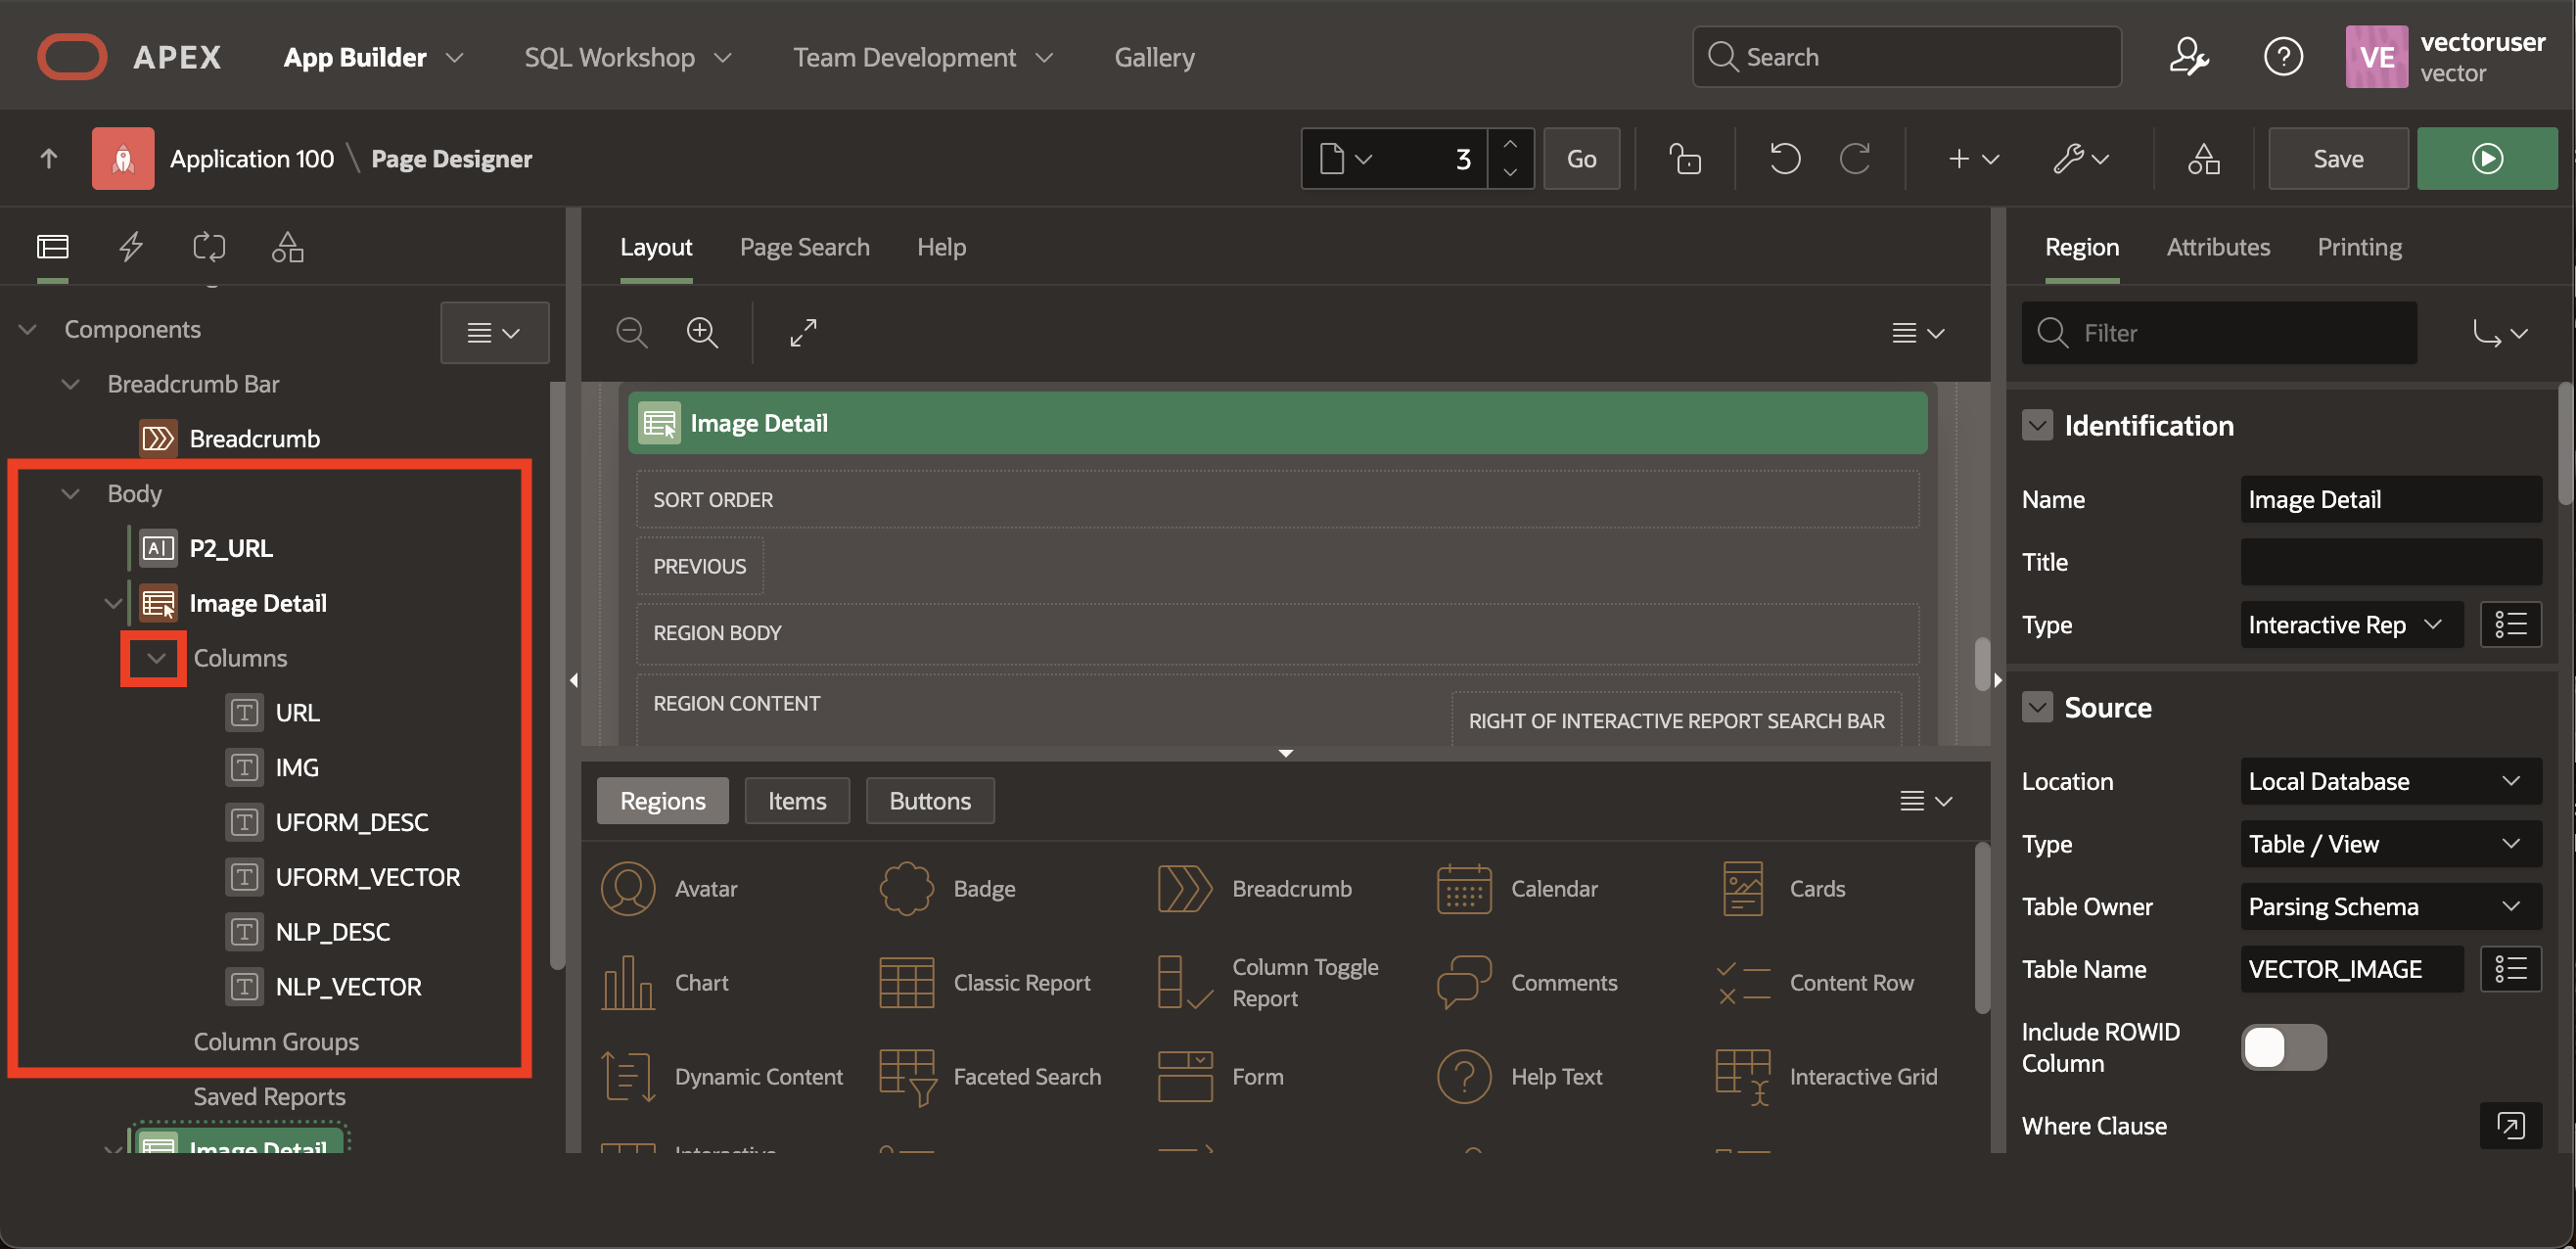 APEX App Builder SQL Workshop Team Development Gallery Search VE vectoruser
vector
Application 100 \ Page Designer 3 Go Save
Layout Page Search Help
Region Attributes Printing
Components
Breadcrumb Bar
Breadcrumb
Body
P2_URL
Image Detail
Columns
URL
IMG
UFORM_DESC
UFORM_VECTOR
NLP_DESC
NLP_VECTOR
Column Groups
Saved Reports
Image Detail
Image Detail
SORT ORDER
PREVIOUS
REGION BODY
REGION CONTENT
RIGHT OF INTERACTIVE REPORT SEARCH BAR
Regions Items Buttons
Avatar Badge Breadcrumb Calendar Cards
Chart Classic Report Column Toggle Report Comments Content Row
Dynamic Content Faceted Search Form Help Text Interactive Grid
Interactive
Filter
Identification
Name Image Detail
Title
Type Interactive Rep
Source
Location Local Database
Type Table / View
Table Owner Parsing Schema
Table Name VECTOR_IMAGE
Include ROWID
Column
Where Clause